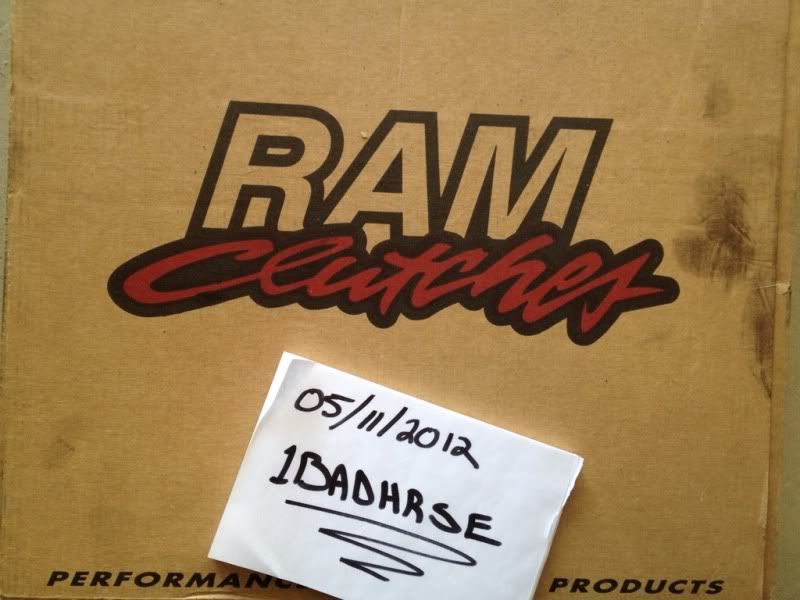 RAM
Clutches
05/11/2012
1BADHRSE
PRODUCTS